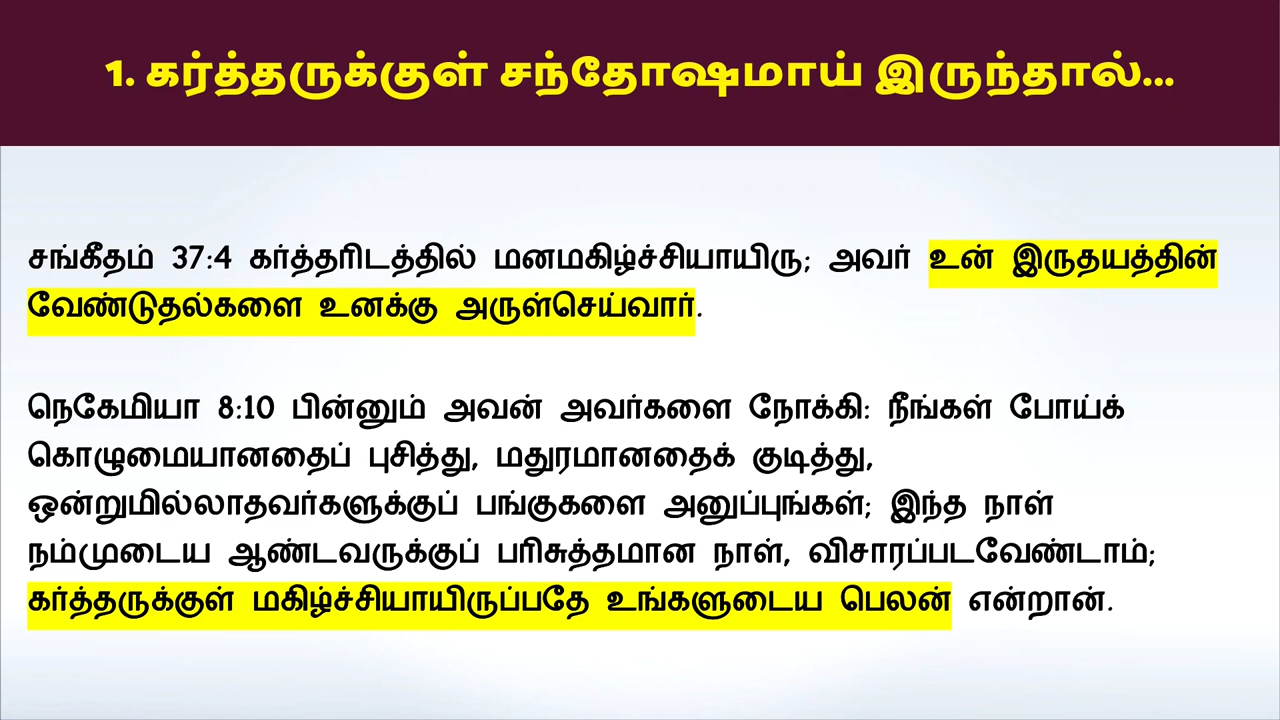 1. கர்த்தருக்குள் சந்தோஷமாய் இருந்தால்...
சங்கீதம் 37:4 கர்த்தரிடத்தில் மனமகிழ்ச்சியாயிரு; அவர் உன் இருதயத்தின்
வேண்டுதல்களை உனக்கு அருள்செய்வார்.
நெகேமியா 8:10 பின்னும் அவன் அவர்களை நோக்கி: நீங்கள் போய்க்
கொழுமையானதைப் புசித்து, மதுரமானதைக் குடித்து,
ஒன்றுமில்லாதவர்களுக்குப் பங்குகளை அனுப்புங்கள்; இந்த நாள்
நம்முடைய ஆண்டவருக்குப் பரிசுத்தமான நாள், விசாரப்படவேண்டாம்;
கர்த்தருக்குள் மகிழ்ச்சியாயிருப்பதே உங்களுடைய பெலன் என்றான்.